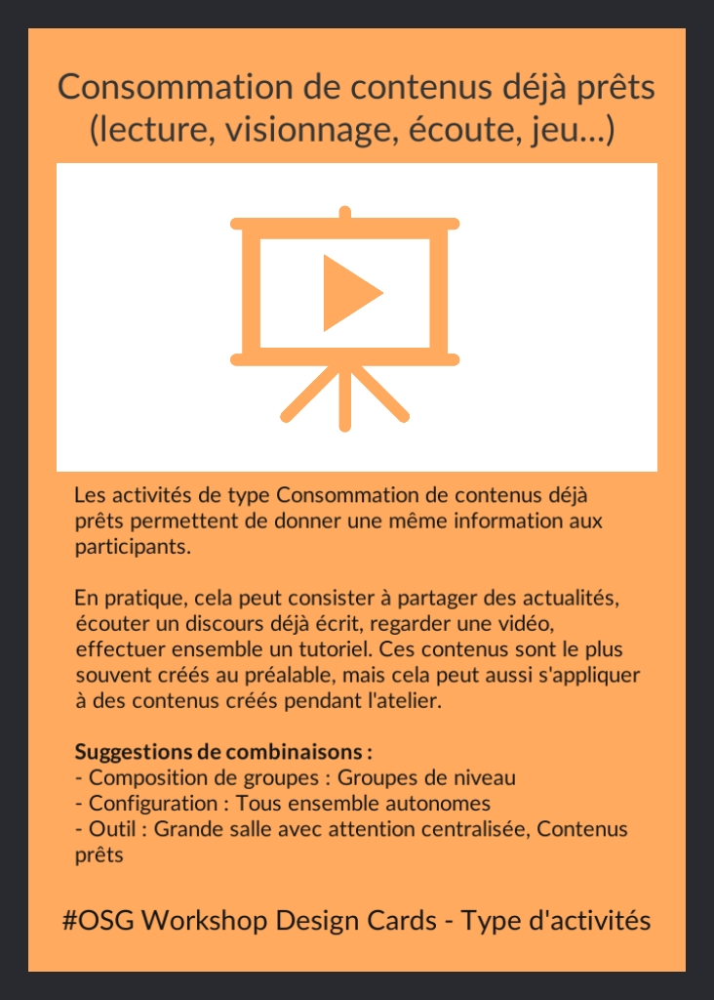 Consommation de contenus déjà prêts
(lecture, visionnage, écoute, jeu...)
Les activités de type Consommation de contenus déjà
prêts permettent de donner une même information aux
participants.
En pratique, cela peut consister à partager des actualités,
écouter un discours déjà écrit, regarder une vidéo,
effectuer ensemble un tutoriel. Ces contenus sont le plus
souvent créés au préalable, mais cela peut aussi s'appliquer
à des contenus créés pendant l'atelier.
Suggestions de combinaisons :
- Composition de groupes : Groupes de niveau
- Configuration : Tous ensemble autonomes
- Outil : Grande salle avec attention centralisée, Contenus
prêts
#OSG Workshop Design Cards - Type d'activités